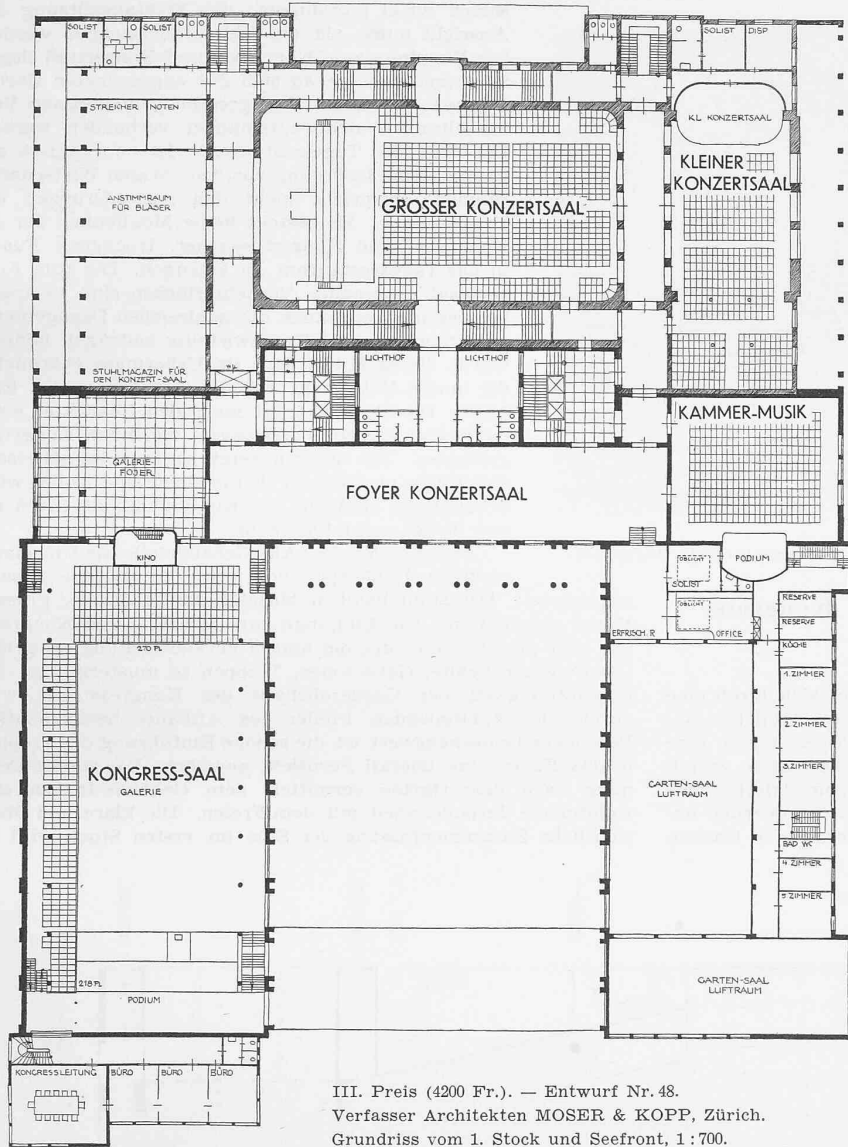 SOLIST
SOLIST
SOLIST
DISP
STREICHER
NOTEN
KL KONZERTSAAL
KLEINER
KONZERTSAAL
ANSTIMMRAUM
FÜR BLÄSER
GROSSER KONZERTSAAL
STUHLMAGAZIN FÜR
DEN KONZERT-SAAL
LICHTHOF
LICHTHOF
KAMMER-MUSIK
GALERIE-
FOJER
FOYER KONZERTSAAL
KINO
PODIUM
OBLICHT
SOLIST
OBLICHT
ERFRISCH. R
OFFICE
RESERVE
RESERVE
KÜCHE
270 PL
1. ZIMMER
2. ZIMMER
3. ZIMMER
KONGRESS-SAAL
GALERIE
GARTEN-SAAL
LUFTRAUM
BAD WC
4. ZIMMER
5. ZIMMER
218 PL
PODIUM
GARTEN-SAAL
LUFTRAUM
KONGRESSLEITUNG
BÜRO
BÜRO
BÜRO
III. Preis (4200 Fr.). — Entwurf Nr. 48.
Verfasser Architekten MOSER & KOPP, Zürich.
Grundriss vom 1. Stock und Seefront, 1 : 700.